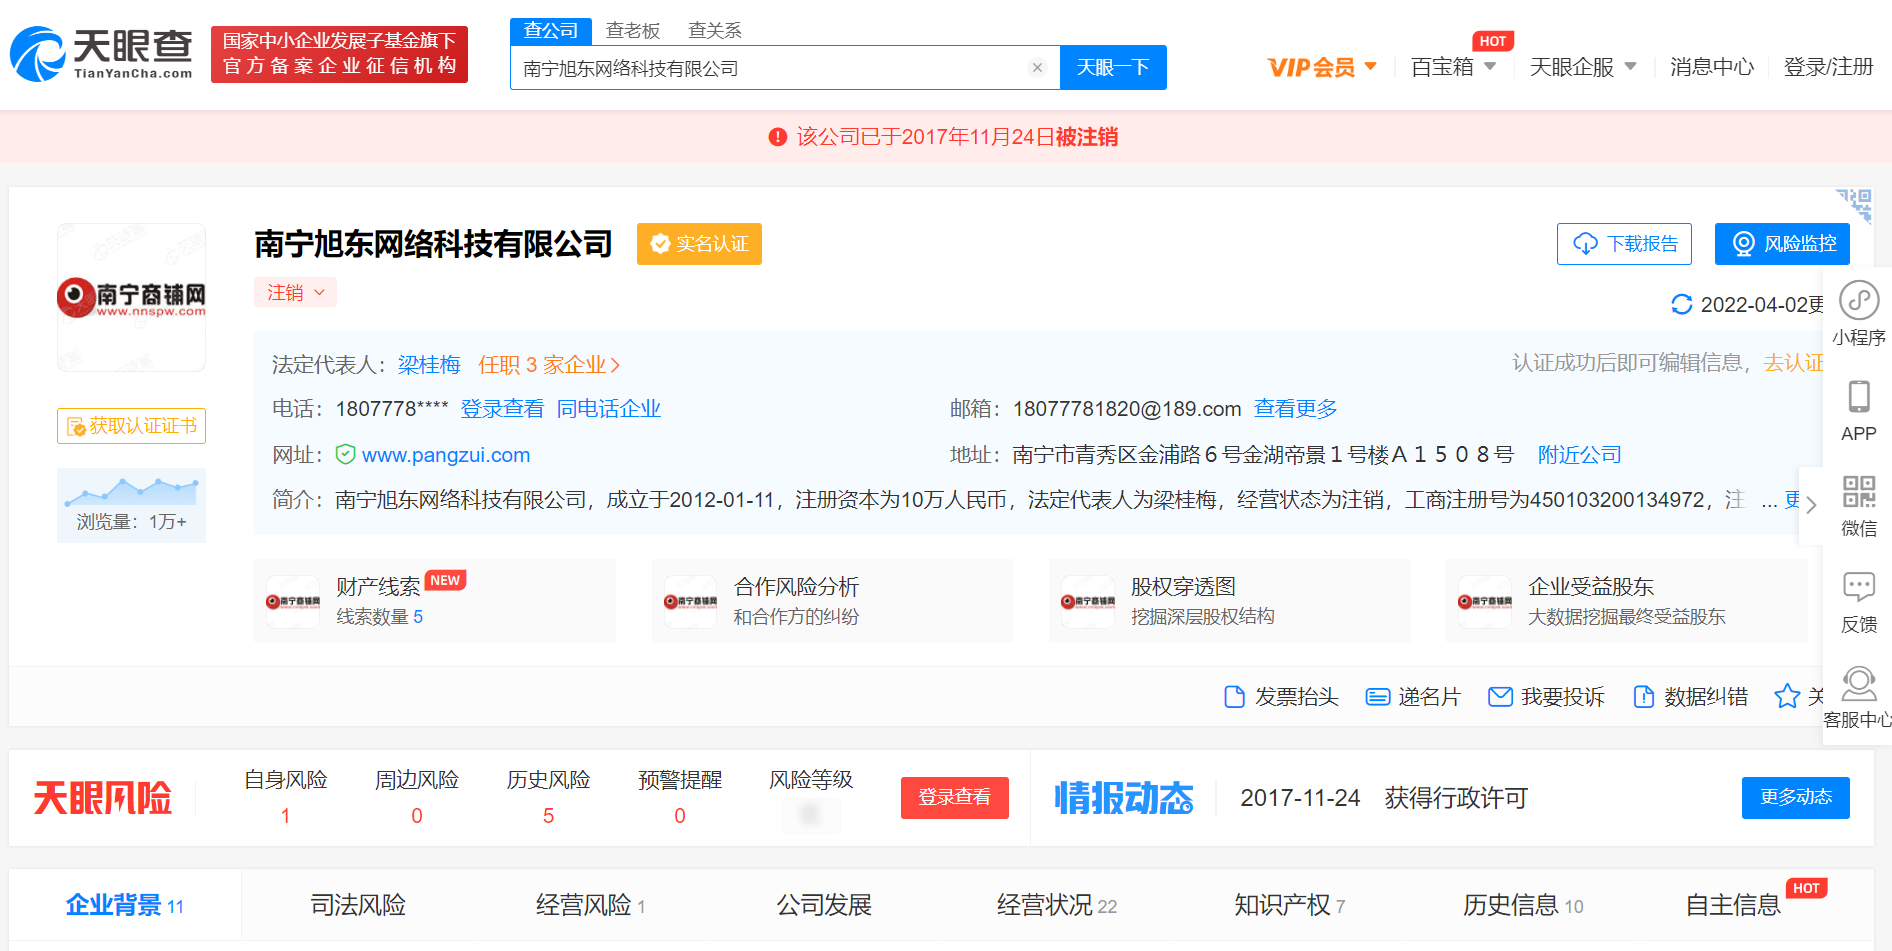 天眼查
TianYanCha.com
国家中小企业发展子基金旗下
官方备案企业征信机构
查公司 查老板 查关系
南宁旭东网络科技有限公司
天眼一下
VIP会员
百宝箱
HOT
天眼企服
消息中心
登录/注册
该公司已于2017年11月24日被注销
南宁商铺网
www.nnspw.com
获取认证证书
浏览量：1万+
南宁旭东网络科技有限公司
实名认证
注销
下载报告
风险监控
2022-04-02更
法定代表人：梁桂梅 任职 3 家企业
认证成功后即可编辑信息，去认证
电话：1807778**** 登录查看 同电话企业
邮箱：18077781820@189.com 查看更多
网址：www.pangzui.com
地址：南宁市青秀区金浦路６号金湖帝景１号楼Ａ１５０８号 附近公司
简介：南宁旭东网络科技有限公司，成立于2012-01-11，注册资本为10万人民币，法定代表人为梁桂梅，经营状态为注销，工商注册号为450103200134972，注 ... 更
南宁商铺网
财产线索
NEW
线索数量 5
南宁商铺网
合作风险分析
和合作方的纠纷
南宁商铺网
股权穿透图
挖掘深层股权结构
南宁商铺网
企业受益股东
大数据挖掘最终受益股东
发票抬头 递名片 我要投诉 数据纠错 关
小程序
APP
微信
反馈
客服中心
天眼风险
自身风险
1
周边风险
0
历史风险
5
预警提醒
0
风险等级
登录查看
情报动态
2017-11-24 获得行政许可
更多动态
企业背景 11
司法风险
经营风险 1
公司发展
经营状况 22
知识产权 7
历史信息 10
自主信息
HOT